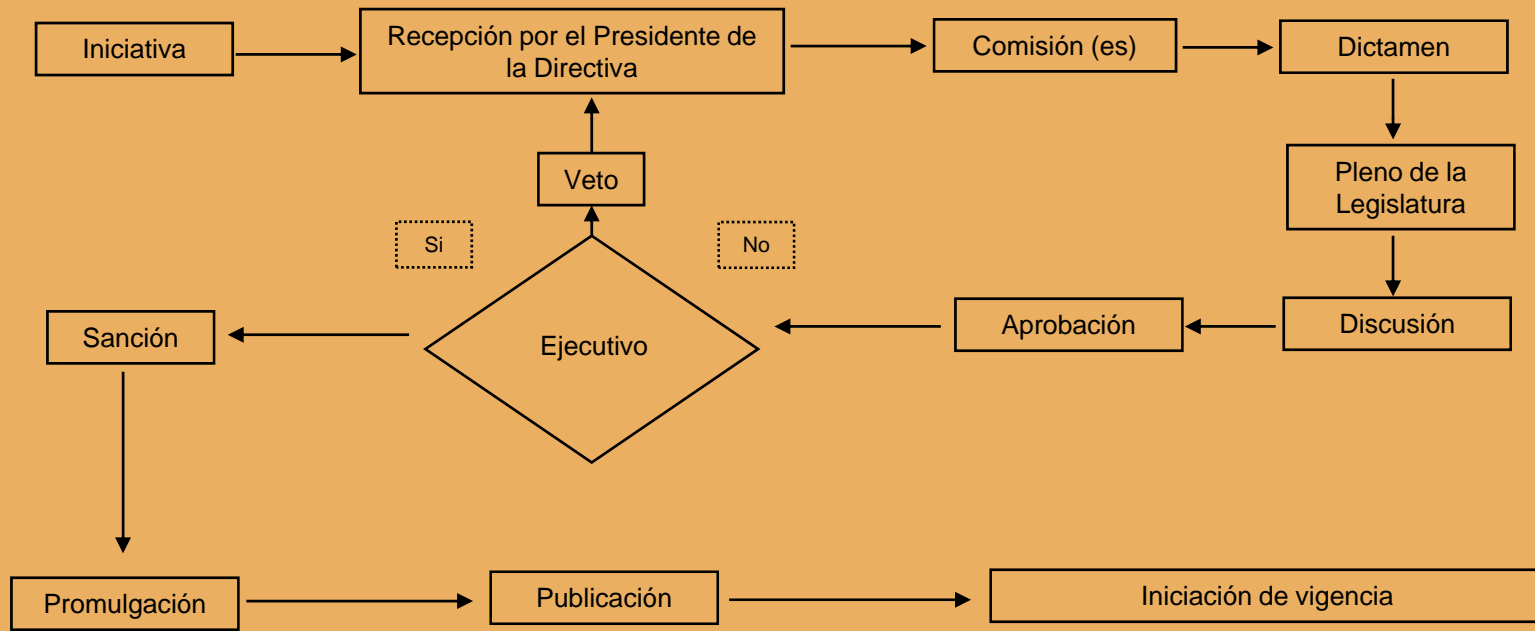 Iniciativa
Recepción por el Presidente de
la Directiva
Comisión (es)
Dictamen
Veto
Pleno de la
Legislatura
Si
No
Sanción
Ejecutivo
Aprobación
Discusión
Promulgación
Publicación
Iniciación de vigencia